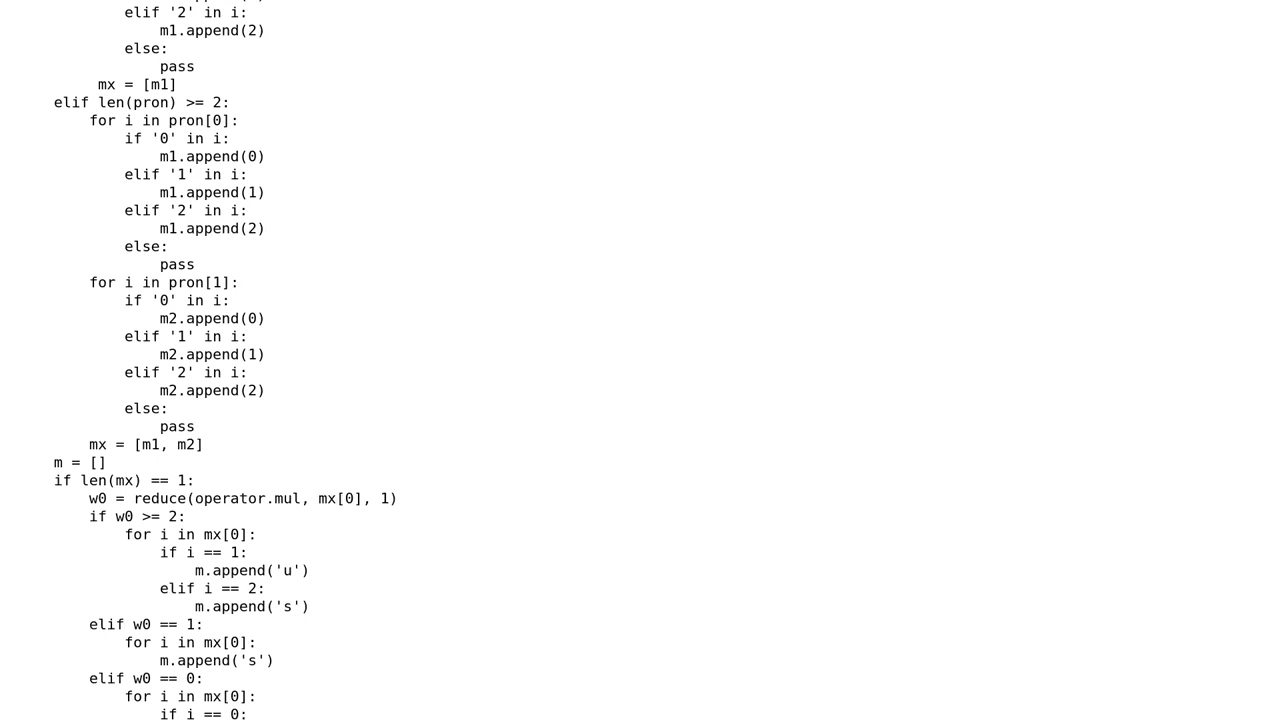 elif '2' in i:
m1.append(2)
else:
pass
mx = [m1]
elif len(pron) >= 2:
for i in pron[0]:
if '0' in i:
m1.append(0)
elif '1' in i:
m1.append(1)
elif '2' in i:
m1.append(2)
else:
pass
for i in pron[1]:
if '0' in i:
m2.append(0)
elif '1' in i:
m2.append(1)
elif '2' in i:
m2.append(2)
else:
pass
mx = [m1, m2]
m = []
if len(mx) == 1:
w0 = reduce(operator.mul, mx[0], 1)
if w0 >= 2:
for i in mx[0]:
if i == 1:
m.append('u')
elif i == 2:
m.append('s')
elif w0 == 1:
for i in mx[0]:
m.append('s')
elif w0 == 0:
for i in mx[0]:
if i == 0: